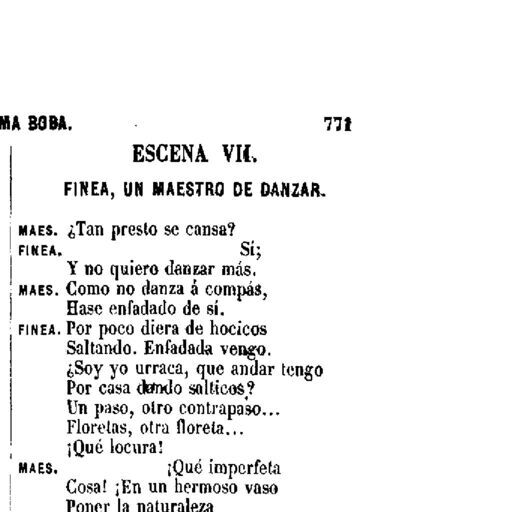 MA BOBA. 771
ESCENA VII.
FINEA, UN MAESTRO DE DANZAR.
MAES. ¿Tan presto se cansa?
FINEA. Sí;
Y no quiero danzar más.
MAES. Como no danza á compás,
Hase enfadado de sí.
FINEA. Por poco diera de hocicos
Saltando. Enfadada vengo.
¿Soy yo urraca, que andar tengo
Por casa dando salticos?
Un paso, otro contrapaso...
Floretas, otra floreta...
¡Qué locura!
MAES. ¡Qué imperfeta
Cosa! ¡En un hermoso vaso
Poner la naturaleza